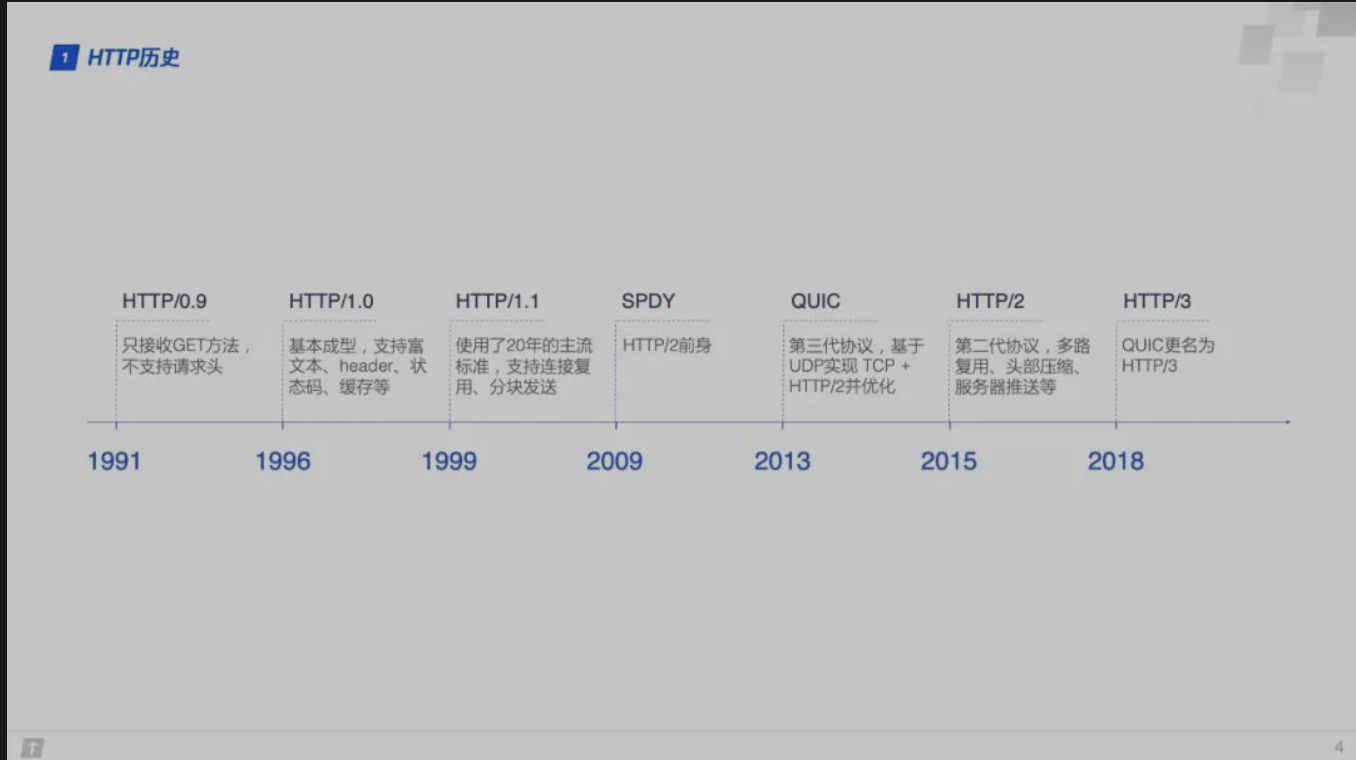 1 HTTP历史
HTTP/0.9
只接收GET方法，
不支持请求头
HTTP/1.0
基本成型，支持富
文本、header、状
态码、缓存等
HTTP/1.1
使用了20年的主流
标准，支持连接复
用、分块发送
SPDY
HTTP/2前身
QUIC
第三代协议，基于
UDP实现 TCP +
HTTP/2并优化
HTTP/2
第二代协议，多路
复用、头部压缩、
服务器推送等
HTTP/3
QUIC更名为
HTTP/3
1991
1996
1999
2009
2013
2015
2018
4